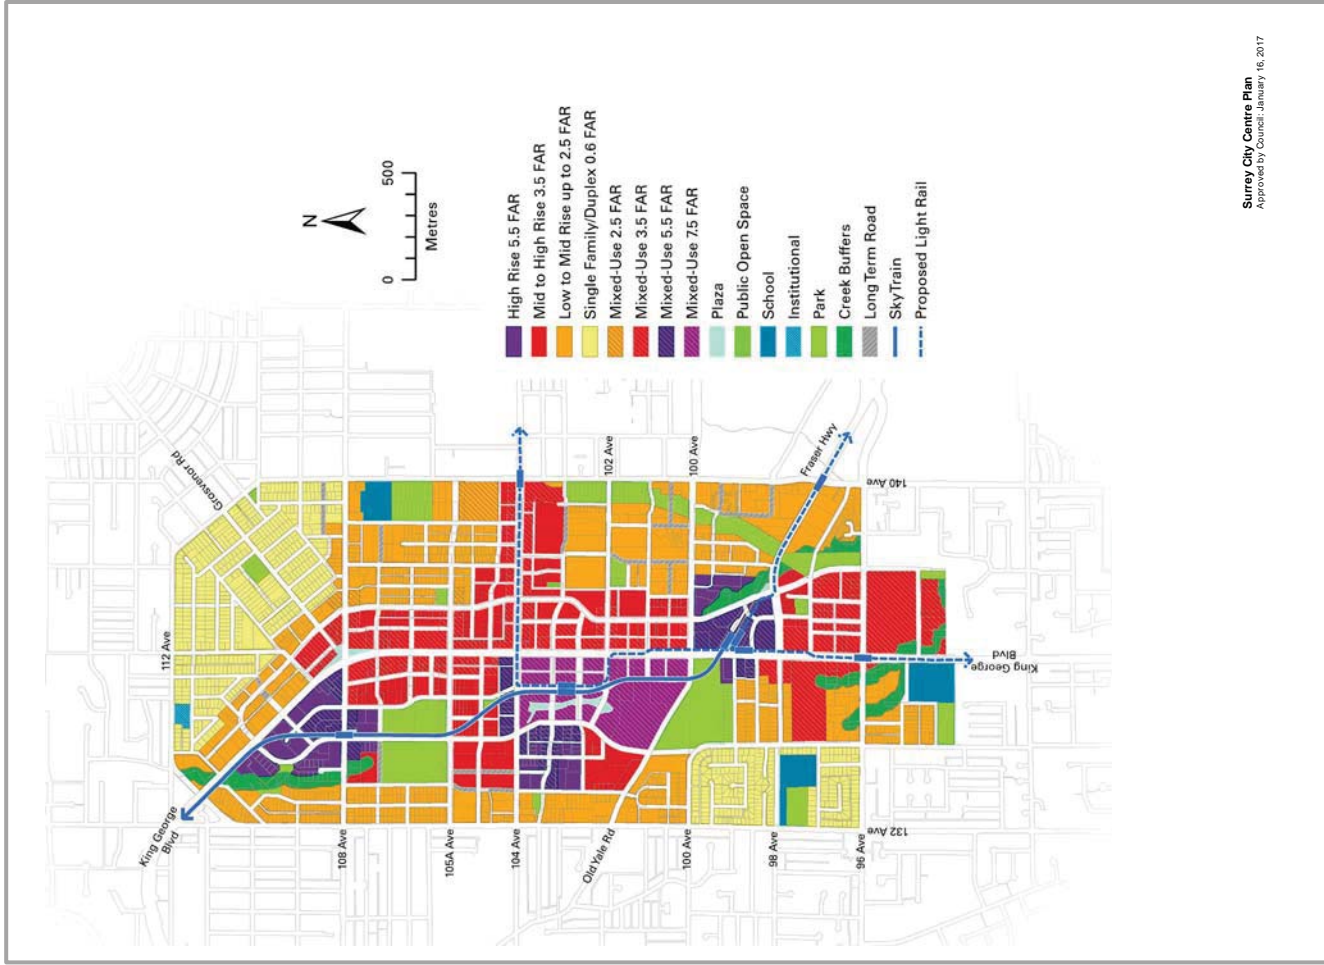 Surrey City Centre Plan
Approved by Council: January 16, 2017
N
0
500
Metres
High Rise 5.5 FAR
Mid to High Rise 3.5 FAR
Low to Mid Rise up to 2.5 FAR
Single Family/Duplex 0.6 FAR
Mixed-Use 2.5 FAR
Mixed-Use 3.5 FAR
Mixed-Use 5.5 FAR
Mixed-Use 7.5 FAR
Plaza
Public Open Space
School
Institutional
Park
Creek Buffers
Long Term Road
SkyTrain
Proposed Light Rail
Grosvenor Rd
112 Ave
King George
Blvd
108 Ave
105A Ave
104 Ave
Old Yale Rd
100 Ave
98 Ave
96 Ave
132 Ave
102 Ave
100 Ave
Fraser Hwy
140 Ave
King George
Blvd